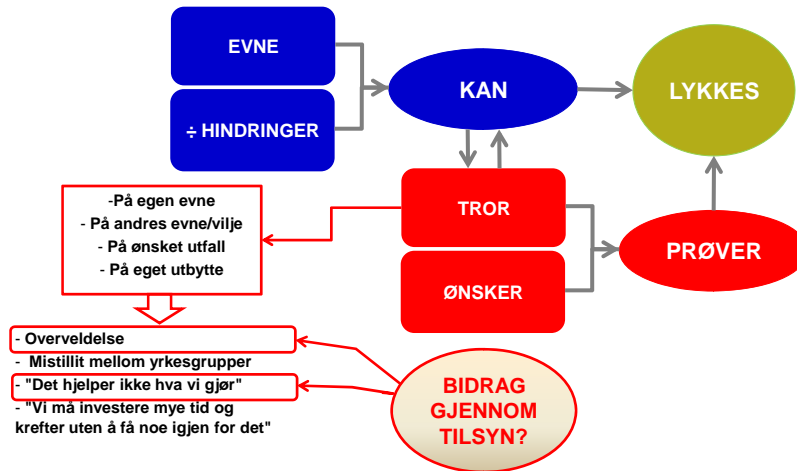 EVNE
÷ HINDRINGER
KAN
LYKKES
TROR
ØNSKER
PRØVER
-På egen evne
- På andres evne/vilje
- På ønsket utfall
- På eget utbytte
- Overveldelse
- Mistillit mellom yrkesgrupper
- "Det hjelper ikke hva vi gjør"
- "Vi må investere mye tid og
krefter uten å få noe igjen for det"
BIDRAG
GJENNOM
TILSYN?